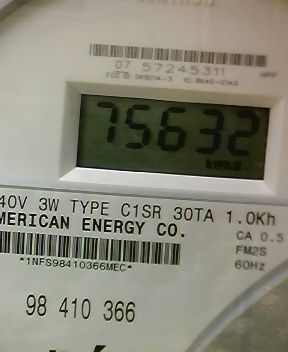 07 57245311
HPP
75632
kWh
40V 3W TYPE C1SR 30TA 1.0Kh
MERICAN ENERGY CO.
CA 0.5
FM2S
60Hz
*1NFS98410366MEC*
98 410 366